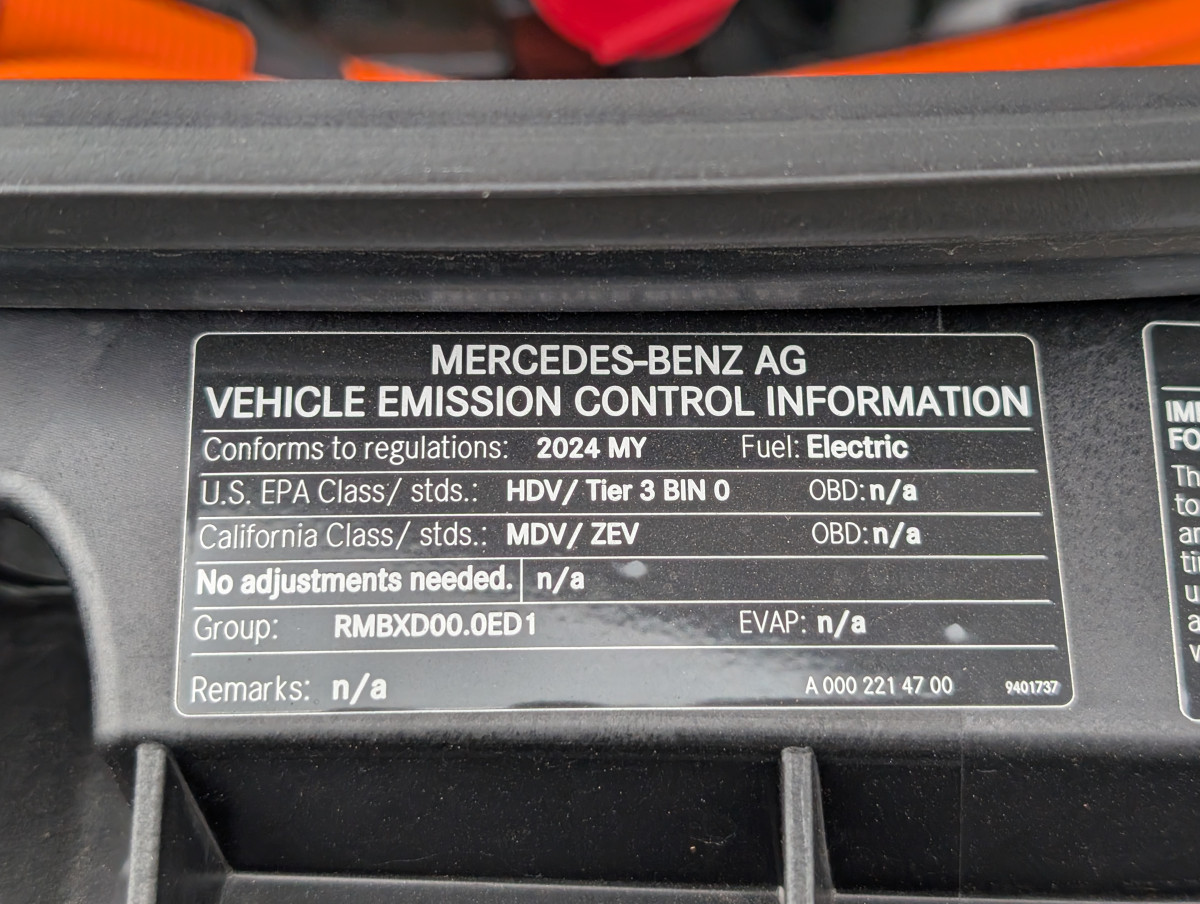 MERCEDES-BENZ AG
VEHICLE EMISSION CONTROL INFORMATION
Conforms to regulations: 2024 MY Fuel: Electric
U.S. EPA Class/ stds.: HDV/ Tier 3 BIN 0 OBD: n/a
California Class/ stds.: MDV/ ZEV OBD: n/a
No adjustments needed. n/a
Group: RMBXD00.0ED1 EVAP: n/a
Remarks: n/a A 000 221 47 00 9401737